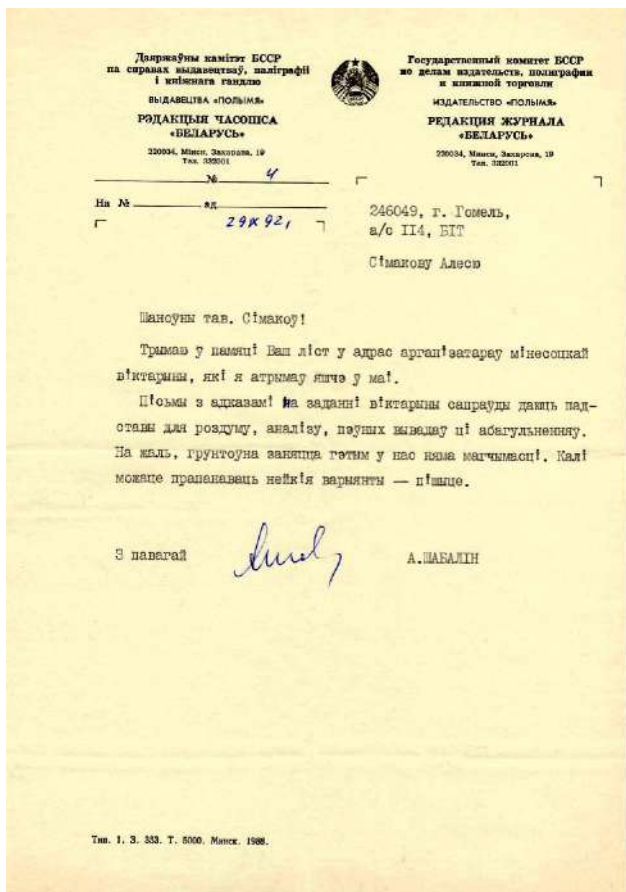 Дзяржаўны камітэт БССР
па справах выдавецтваў, паліграфіі
і кніжнага гандлю
ВЫДАВЕЦТВА «ПОЛЫМЯ»
РЭДАКЦЫЯ ЧАСОПІСА
«БЕЛАРУСЬ»
220034, Мінск, Захарава, 19
Тэл. 332001
№ 4
На № ад
29 IX 92 г
Государственный комитет БССР
по делам издательств, полиграфии
и книжной торговли
ИЗДАТЕЛЬСТВО «ПОЛЫМЯ»
РЕДАКЦИЯ ЖУРНАЛА
«БЕЛАРУСЬ»
220034, Минск, Захарова, 19
Тел. 332001
246049, г. Гомель,
а/с II4, БІТ
Сімакову Алесю
Шаноўны тав. Сімакоў!
Трымаю ў памяці Ваш ліст у адрас арганізатараў мінесоцкай
віктарыны, які я атрымаў яшчэ ў маі.
Пісьмы з адказамі на заданні віктарыны сапраўды даюць пад-
ставы для роздуму, аналізу, пэўных вывадаў ці абагульненняў.
На жаль, грунтоўна заняцца гэтым у нас няма магчымасці. Калі
можаце прапанаваць нейкія варыянты — пішыце.
З павагай А.ШАБАЛІН
Тип. 1. З. 353. Т. 5000. Минск. 1988.